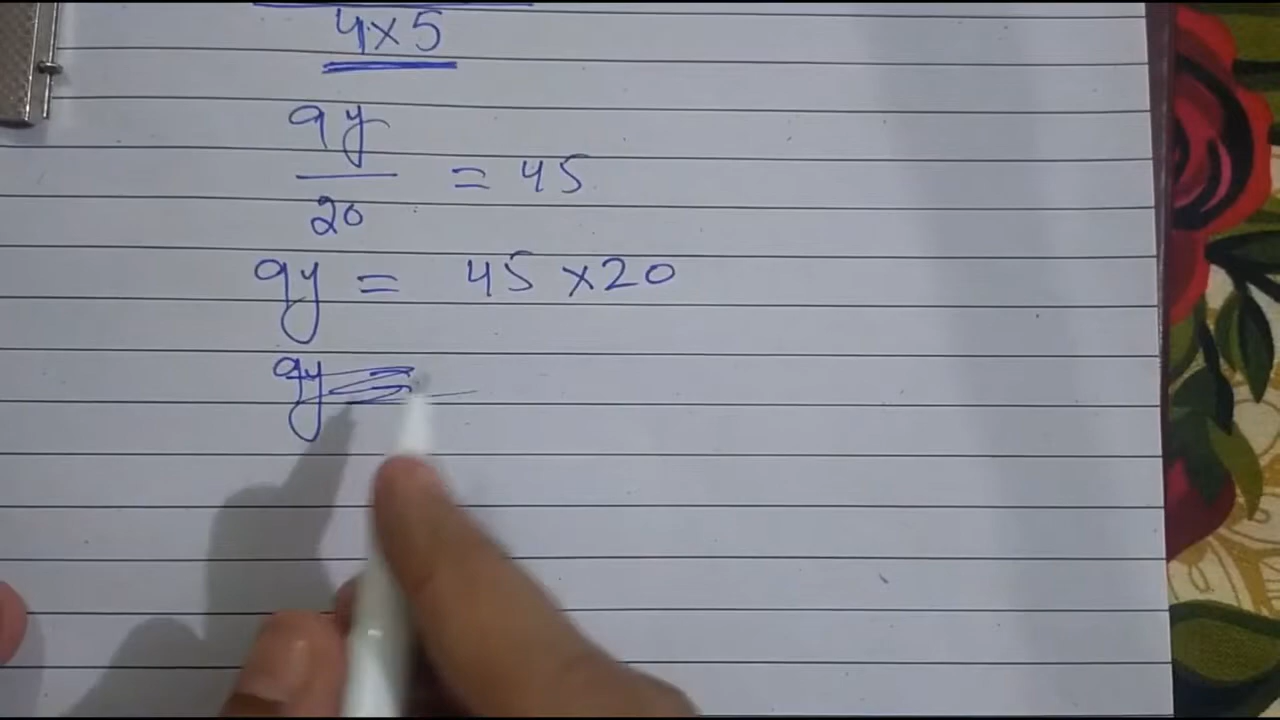 4×5
9y
20
= 45
9y = 45 ×20
9y =